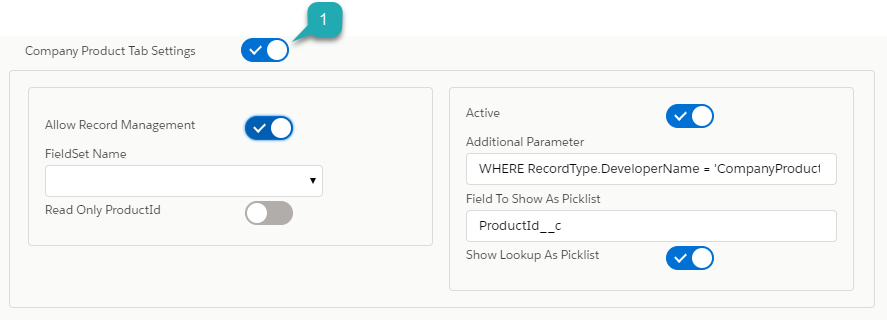 1
Company Product Tab Settings
Allow Record Management
FieldSet Name
Read Only ProductId
Active
Additional Parameter
WHERE RecordType.DeveloperName = 'CompanyProduct
Field To Show As Picklist
ProductId__c
Show Lookup As Picklist